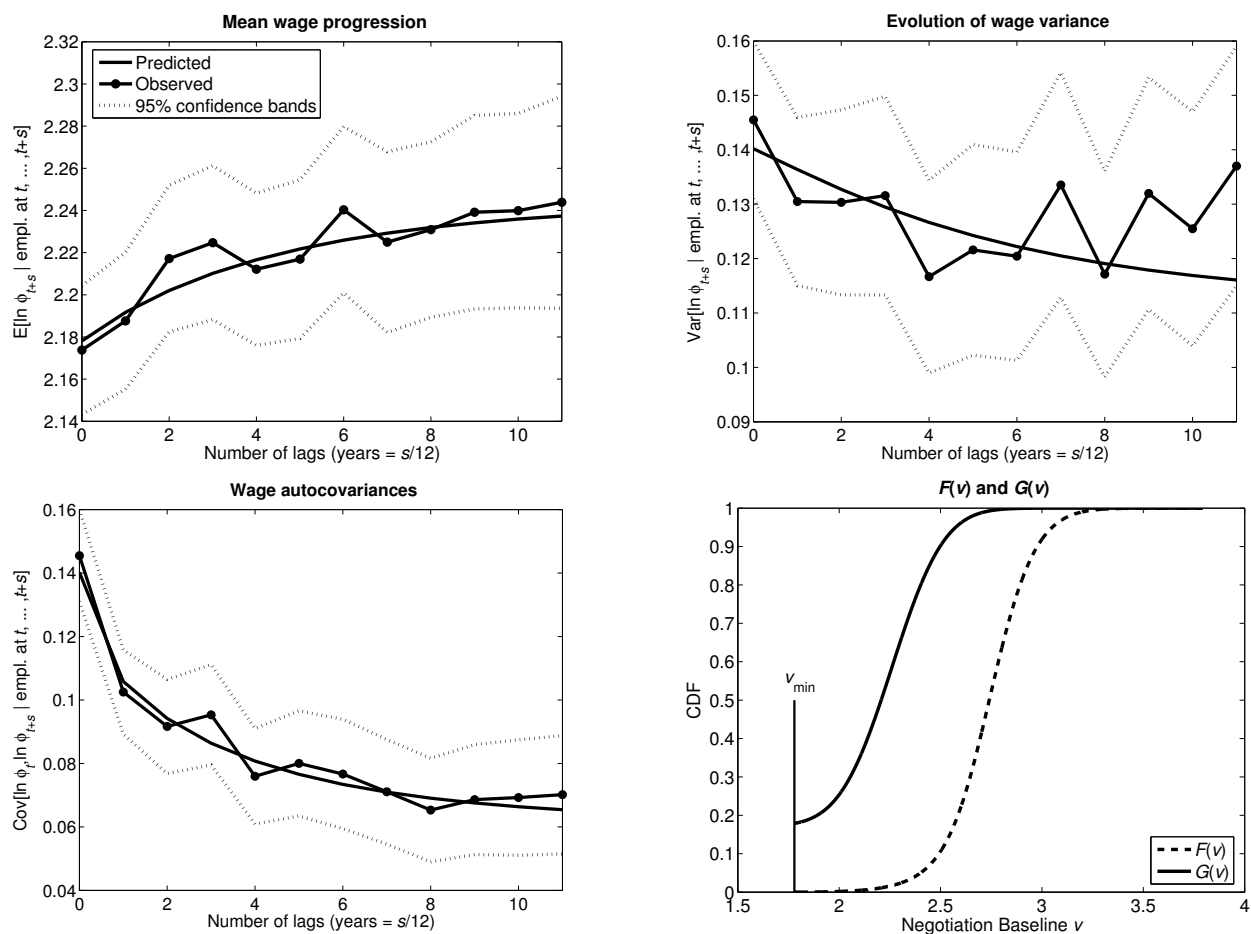 Mean wage progression
2.32
2.3
2.28
2.26
2.24
2.22
2.2
2.18
2.16
2.14
E[ln ϕt+s | empl. at t, ... ,t+s]
Predicted
Observed
95% confidence bands
0 2 4 6 8 10
Number of lags (years = s/12)
Evolution of wage variance
0.16
0.15
0.14
0.13
0.12
0.11
0.1
0.09
Var[ln ϕt+s | empl. at t, ... ,t+s]
0 2 4 6 8 10
Number of lags (years = s/12)
Wage autocovariances
0.16
0.14
0.12
0.1
0.08
0.06
0.04
Cov[ln ϕt, ln ϕt+s | empl. at t, ... ,t+s]
0 2 4 6 8 10
Number of lags (years = s/12)
F(v) and G(v)
1
0.9
0.8
0.7
0.6
0.5
0.4
0.3
0.2
0.1
0
CDF
vmin
F(v)
G(v)
1.5 2 2.5 3 3.5 4
Negotiation Baseline v